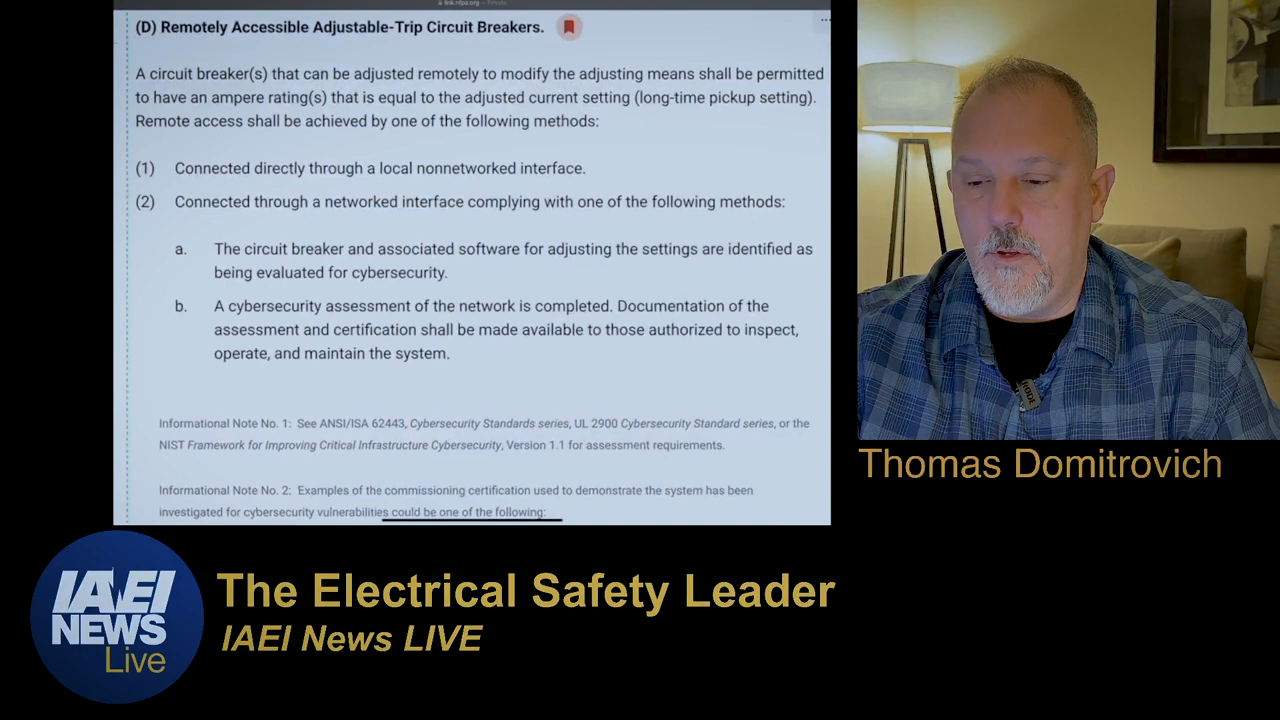 link.nfpa.org — Private
(D) Remotely Accessible Adjustable-Trip Circuit Breakers.
A circuit breaker(s) that can be adjusted remotely to modify the adjusting means shall be permitted
to have an ampere rating(s) that is equal to the adjusted current setting (long-time pickup setting).
Remote access shall be achieved by one of the following methods:
(1) Connected directly through a local nonnetworked interface.
(2) Connected through a networked interface complying with one of the following methods:
a. The circuit breaker and associated software for adjusting the settings are identified as
being evaluated for cybersecurity.
b. A cybersecurity assessment of the network is completed. Documentation of the
assessment and certification shall be made available to those authorized to inspect,
operate, and maintain the system.
Informational Note No. 1: See ANSI/ISA 62443, Cybersecurity Standards series, UL 2900 Cybersecurity Standard series, or the
NIST Framework for Improving Critical Infrastructure Cybersecurity, Version 1.1 for assessment requirements.
Informational Note No. 2: Examples of the commissioning certification used to demonstrate the system has been
investigated for cybersecurity vulnerabilities could be one of the following:
RODE
Thomas Domitrovich
IAEI
NEWS
Live
The Electrical Safety Leader
IAEI News LIVE